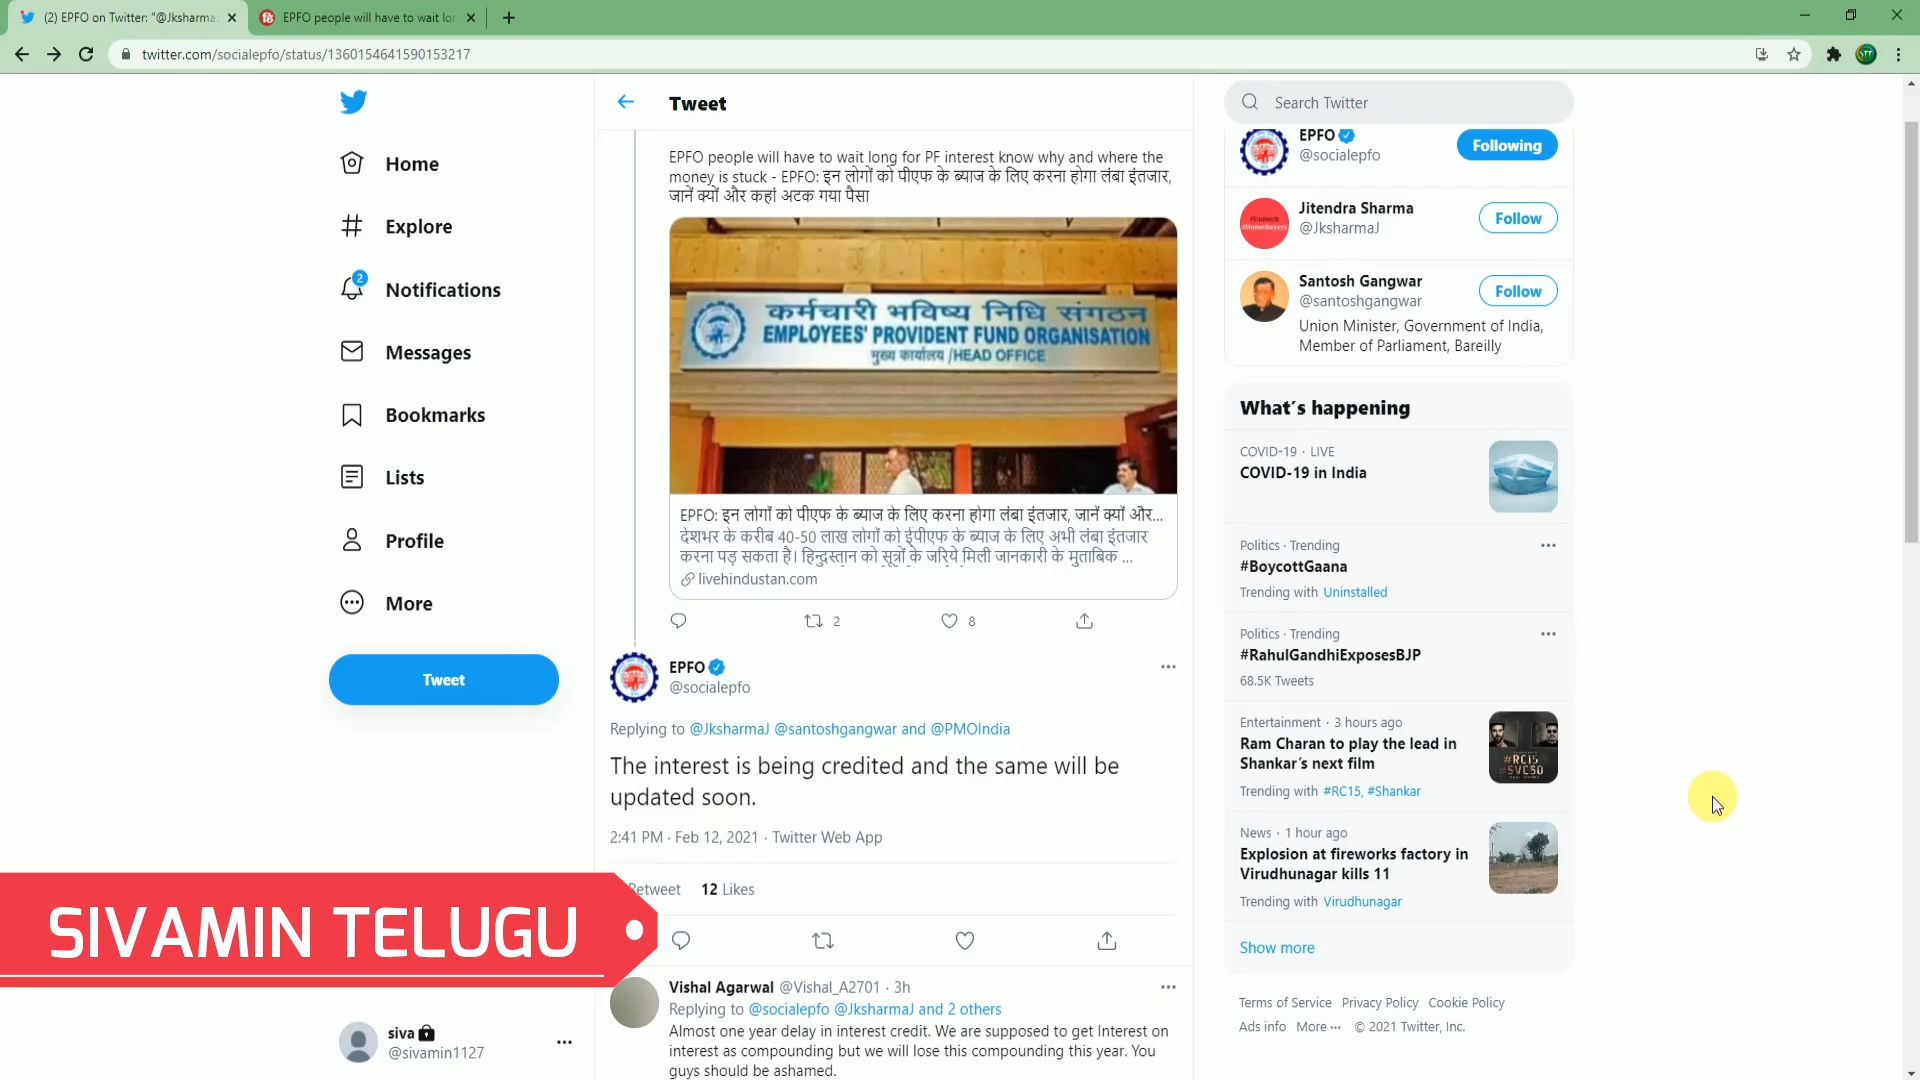 (2) EPFO on Twitter: "@Jksharma
EPFO people will have to wait lo
twitter.com/socialepfo/status/1360154641590153217
STT
Home
Explore
2
Notifications
Messages
Bookmarks
Lists
Profile
More
Tweet
siva
@sivamin1127
Tweet
EPFO people will have to wait long for PF interest know why and where the
money is stuck - EPFO: इन लोगों को पीएफ के ब्याज के लिए करना होगा लंबा इंतजार,
जानें क्यों और कहां अटक गया पैसा
कर्मचारी भविष्य निधि संगठन
EMPLOYEES' PROVIDENT FUND ORGANISATION
मुख्य कार्यालय /HEAD OFFICE
EPFO: इन लोगों को पीएफ के ब्याज के लिए करना होगा लंबा इंतजार, जानें क्यों और...
देशभर के करीब 40-50 लाख लोगों को ईपीएफ के ब्याज के लिए अभी लंबा इंतजार
करना पड़ सकता है। हिन्दुस्तान को सूत्रों के जरिये मिली जानकारी के मुताबिक ...
livehindustan.com
2 8
EPFO
@socialepfo
Replying to @JksharmaJ @santoshgangwar and @PMOIndia
The interest is being credited and the same will be
updated soon.
2:41 PM · Feb 12, 2021 · Twitter Web App
Retweet 12 Likes
SIVAMIN TELUGU
Vishal Agarwal @Vishal_A2701 · 3h
Replying to @socialepfo @JksharmaJ and 2 others
Almost one year delay in interest credit. We are supposed to get Interest on
interest as compounding but we will lose this compounding this year. You
guys should be ashamed.
Search Twitter
EPFO
@socialepfo
Following
Jitendra Sharma
@JksharmaJ
Follow
#HomeBuyers
Santosh Gangwar
@santoshgangwar
Follow
Union Minister, Government of India,
Member of Parliament, Bareilly
What's happening
COVID-19 · LIVE
COVID-19 in India
Politics · Trending
#BoycottGaana
Trending with Uninstalled
Politics · Trending
#RahulGandhiExposesBJP
68.5K Tweets
Entertainment · 3 hours ago
Ram Charan to play the lead in
Shankar's next film
Trending with #RC15, #Shankar
#RC15
#SVC50
News · 1 hour ago
Explosion at fireworks factory in
Virudhunagar kills 11
Trending with Virudhunagar
Show more
Terms of Service Privacy Policy Cookie Policy
Ads info More ··· © 2021 Twitter, Inc.